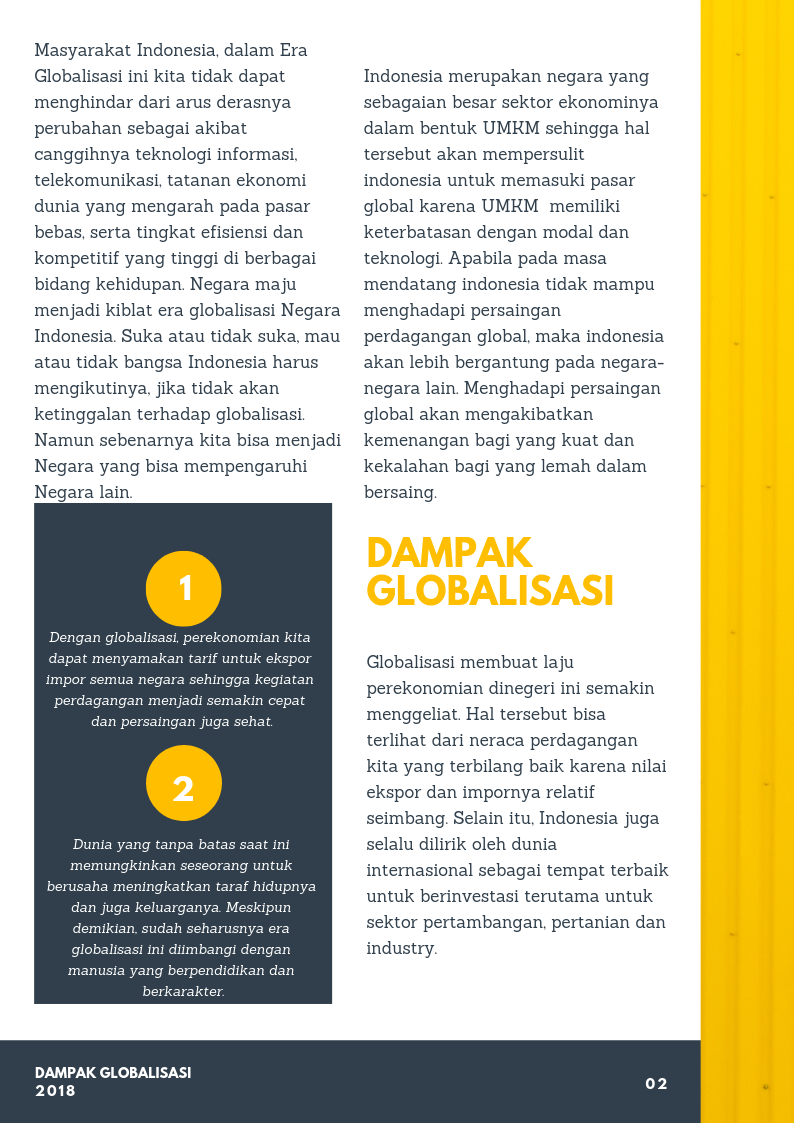 Masyarakat Indonesia, dalam Era
Globalisasi ini kita tidak dapat
menghindar dari arus derasnya
perubahan sebagai akibat
canggihnya teknologi informasi,
telekomunikasi, tatanan ekonomi
dunia yang mengarah pada pasar
bebas, serta tingkat efisiensi dan
kompetitif yang tinggi di berbagai
bidang kehidupan. Negara maju
menjadi kiblat era globalisasi Negara
Indonesia. Suka atau tidak suka, mau
atau tidak bangsa Indonesia harus
mengikutinya, jika tidak akan
ketinggalan terhadap globalisasi.
Namun sebenarnya kita bisa menjadi
Negara yang bisa mempengaruhi
Negara lain.
1
Dengan globalisasi, perekonomian kita
dapat menyamakan tarif untuk ekspor
impor semua negara sehingga kegiatan
perdagangan menjadi semakin cepat
dan persaingan juga sehat.
2
Dunia yang tanpa batas saat ini
memungkinkan seseorang untuk
berusaha meningkatkan taraf hidupnya
dan juga keluarganya. Meskipun
demikian, sudah seharusnya era
globalisasi ini diimbangi dengan
manusia yang berpendidikan dan
berkarakter.
Indonesia merupakan negara yang
sebagaian besar sektor ekonominya
dalam bentuk UMKM sehingga hal
tersebut akan mempersulit
indonesia untuk memasuki pasar
global karena UMKM  memiliki
keterbatasan dengan modal dan
teknologi. Apabila pada masa
mendatang indonesia tidak mampu
menghadapi persaingan
perdagangan global, maka indonesia
akan lebih bergantung pada negara-
negara lain. Menghadapi persaingan
global akan mengakibatkan
kemenangan bagi yang kuat dan
kekalahan bagi yang lemah dalam
bersaing.
DAMPAK
GLOBALISASI
Globalisasi membuat laju
perekonomian dinegeri ini semakin
menggeliat. Hal tersebut bisa
terlihat dari neraca perdagangan
kita yang terbilang baik karena nilai
ekspor dan impornya relatif
seimbang. Selain itu, Indonesia juga
selalu dilirik oleh dunia
internasional sebagai tempat terbaik
untuk berinvestasi terutama untuk
sektor pertambangan, pertanian dan
industry.
DAMPAK GLOBALISASI
2018
02